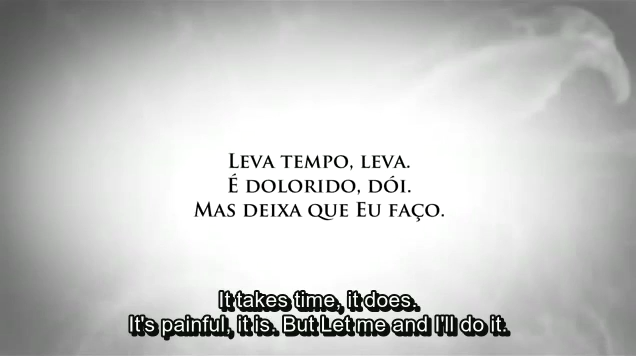 Leva tempo, leva.
É dolorido, dói.
Mas deixa que Eu faço.
It takes time, it does.
It's painful, it is. But Let me and I'll do it.